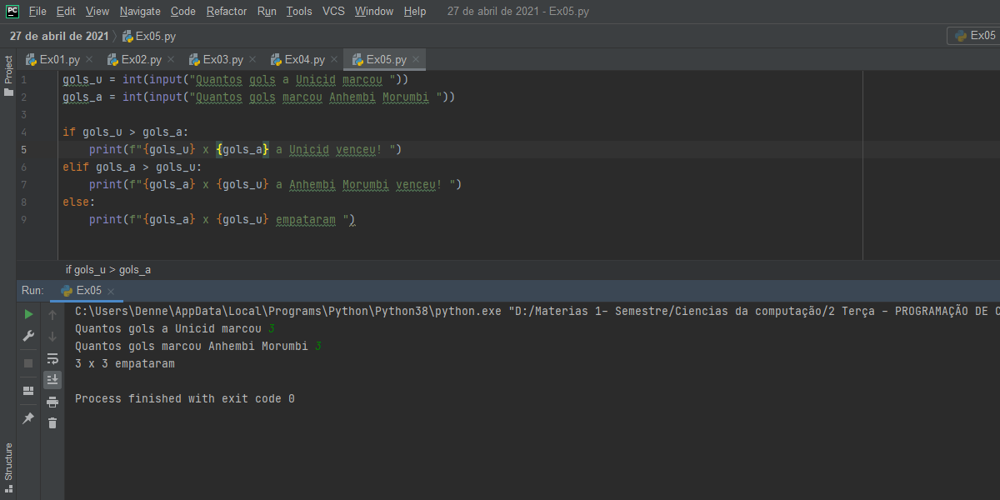 PC File Edit View Navigate Code Refactor Run Tools VCS Window Help 27 de abril de 2021 - Ex05.py
27 de abril de 2021 Ex05.py Ex05
Project
Ex01.py Ex02.py Ex03.py Ex04.py Ex05.py
1 gols_u = int(input("Quantos gols a Unicid marcou "))
2 gols_a = int(input("Quantos gols marcou Anhembi Morumbi "))
3
4 if gols_u > gols_a:
5 print(f"{gols_u} x {gols_a} a Unicid venceu! ")
6 elif gols_a > gols_u:
7 print(f"{gols_a} x {gols_u} a Anhembi Morumbi venceu! ")
8 else:
9 print(f"{gols_a} x {gols_u} empataram ")
if gols_u > gols_a
Run: Ex05
C:\Users\Denne\AppData\Local\Programs\Python\Python38\python.exe "D:/Materias 1- Semestre/Ciencias da computação/2 Terça - PROGRAMAÇÃO DE C
Quantos gols a Unicid marcou 3
Quantos gols marcou Anhembi Morumbi 3
3 x 3 empataram
Process finished with exit code 0
Structure